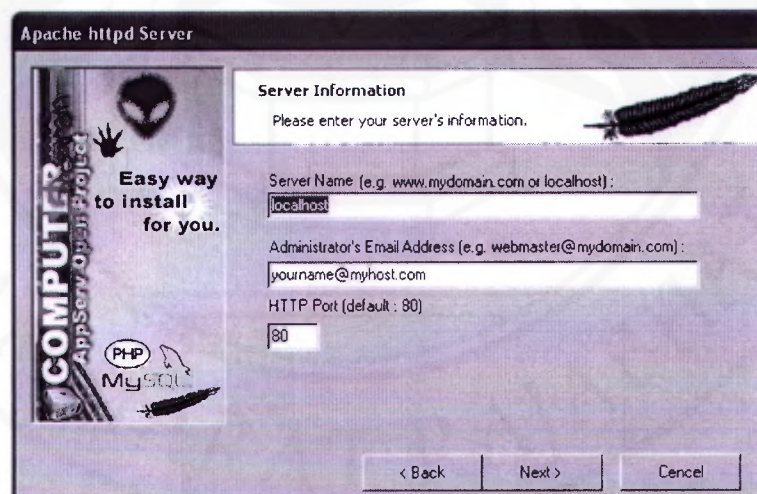 Apache httpd Server
COMPUTER
AppServ Open Project
Easy way
to install
for you.
PHP
MySQL
Server Information
Please enter your server's information.
Server Name (e.g. www.mydomain.com or localhost) :
localhost
Administrator's Email Address (e.g. webmaster@mydomain.com) :
yourname@myhost.com
HTTP Port (default : 80)
80
< Back
Next >
Cencel